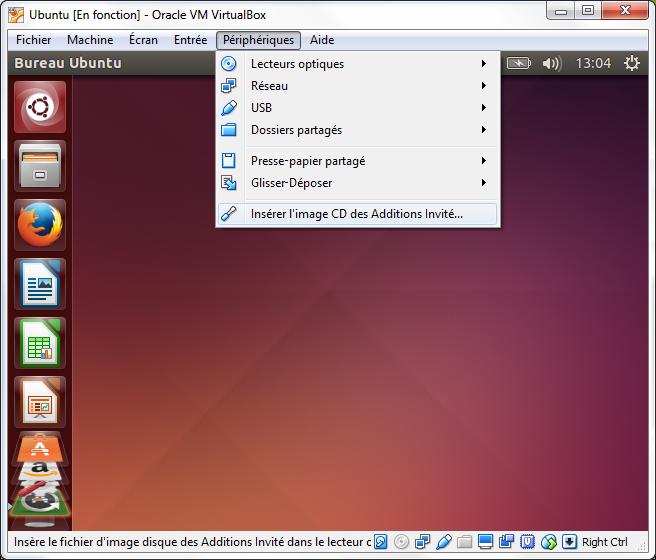 Ubuntu [En fonction] - Oracle VM VirtualBox
Fichier Machine Écran Entrée Périphériques Aide
Bureau Ubuntu
13:04
Lecteurs optiques
Réseau
USB
Dossiers partagés
Presse-papier partagé
Glisser-Déposer
Insérer l'image CD des Additions Invité...
Insère le fichier d'image disque des Additions Invité dans le lecteur c
Right Ctrl